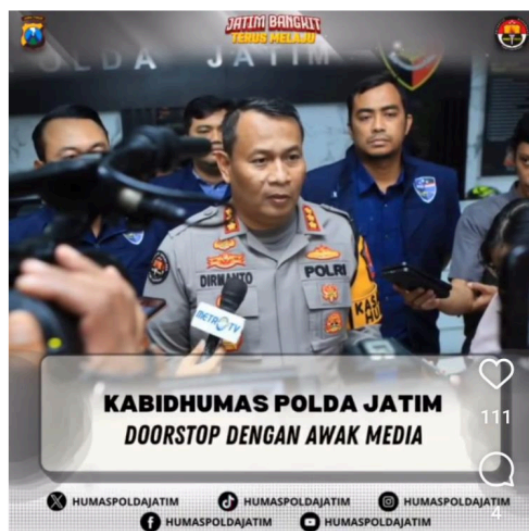 JATIM BANGKIT
TERUS MELAJU
POLDA JATIM
DIRMANTO
POLRI
METRO TV
KABIDHUMAS POLDA JATIM
DOORSTOP DENGAN AWAK MEDIA
111
HUMASPOLDAJATIM
HUMASPOLDAJATIM
HUMASPOLDAJATIM
4
HUMASPOLDAJATIM
HUMASPOLDAJATIM